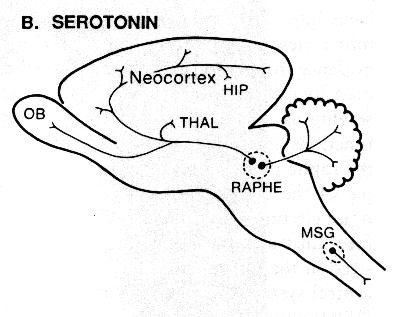 B. SEROTONIN
Neocortex
HIP
OB
THAL
RAPHE
MSG